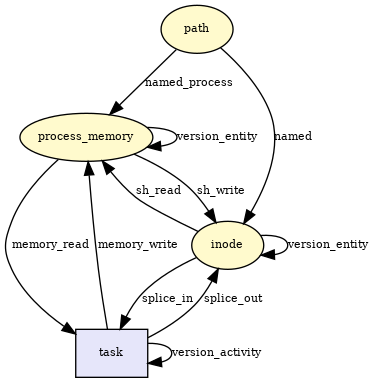 path
named_process
process_memory
version_entity
named
sh_read
sh_write
memory_read
memory_write
inode
version_entity
splice_in
splice_out
task
version_activity